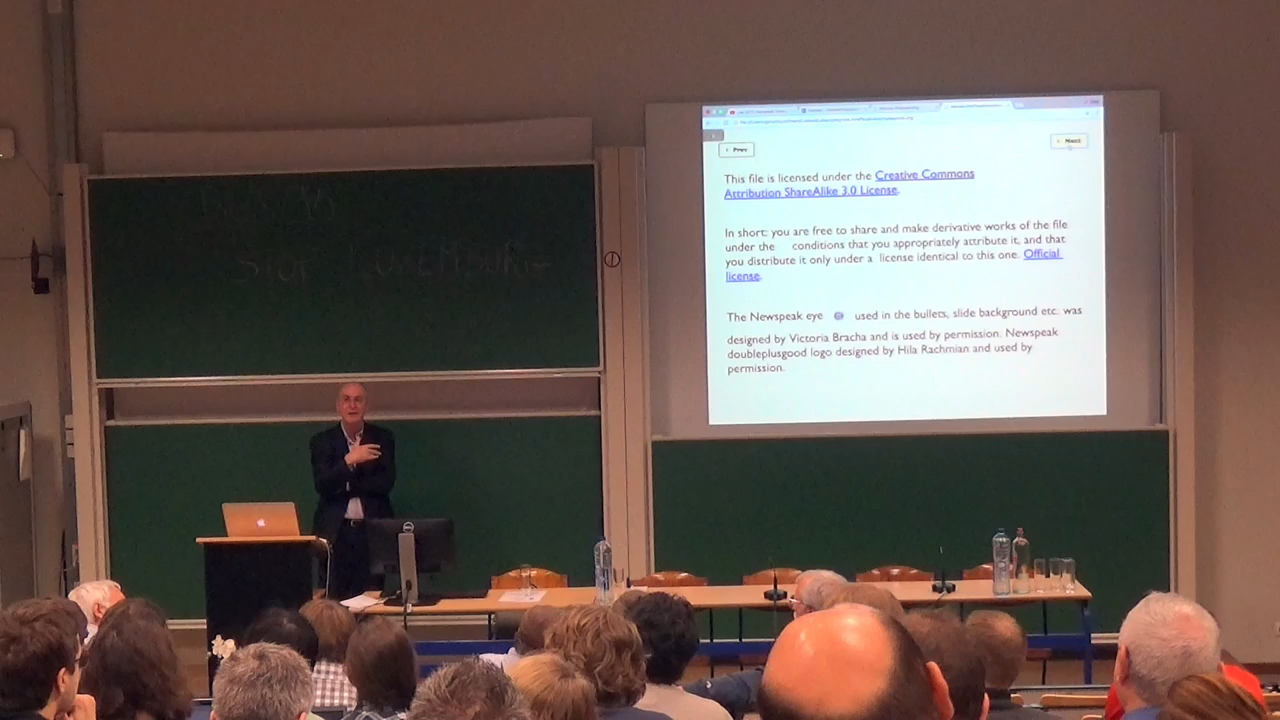 Prev
Next
This file is licensed under the Creative Commons
Attribution ShareAlike 3.0 License.
In short: you are free to share and make derivative works of the file
under the conditions that you appropriately attribute it, and that
you distribute it only under a license identical to this one. Official
license.
The Newspeak eye used in the bullets, slide background etc. was
designed by Victoria Bracha and is used by permission. Newspeak
doubleplusgood logo designed by Hila Rachmian and used by
permission.